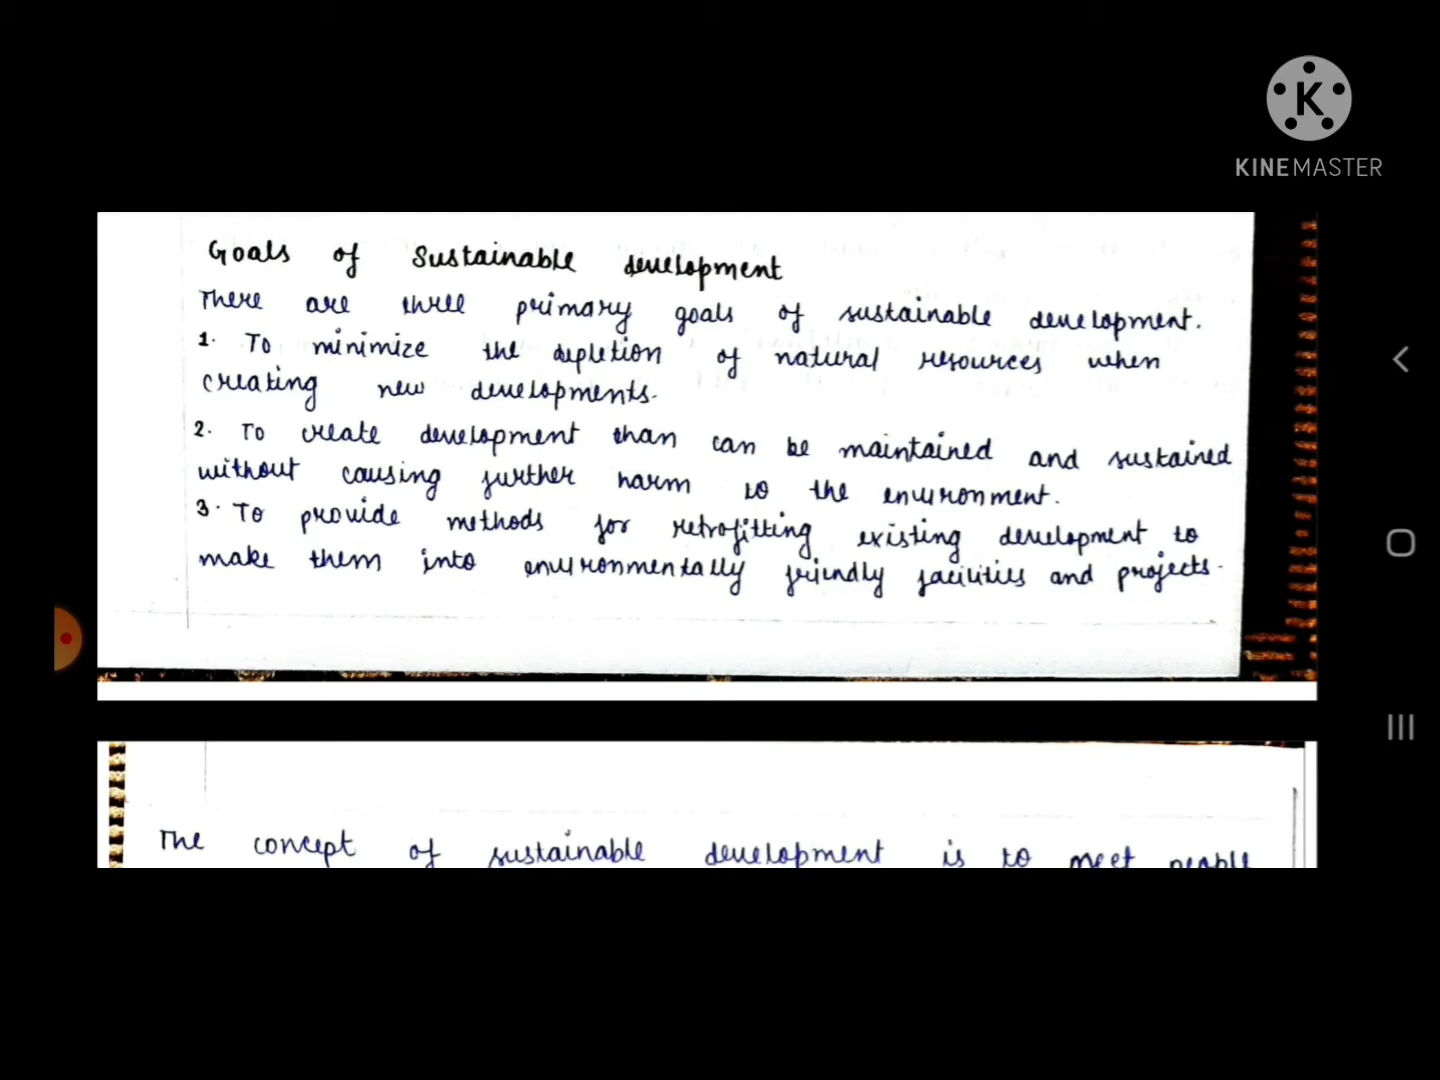 KINEMASTER
Goals of Sustainable development
There are three primary goals of sustainable development.
1. To minimize the depletion of natural resources when
creating new developments.
2. To create development than can be maintained and sustained
without causing further harm to the environment.
3. To provide methods for retrofitting existing development to
make them into environmentally friendly facilities and projects.
The concept of sustainable development is to meet people